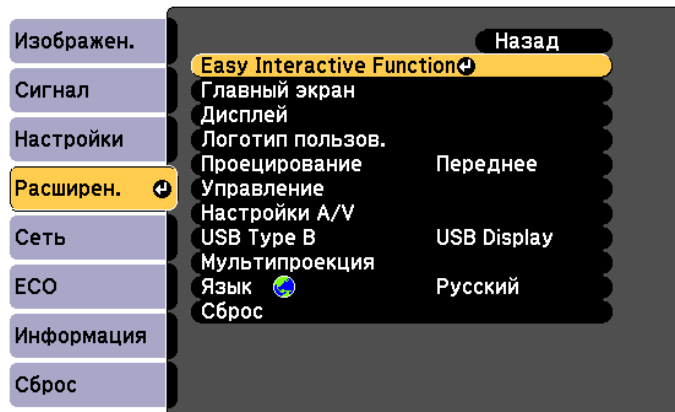 Изображен.
Сигнал
Настройки
Расширен.
Сеть
ECO
Информация
Сброс
Назад
Easy Interactive Function
Главный экран
Дисплей
Логотип пользов.
Проецирование Переднее
Управление
Настройки A/V
USB Type B USB Display
Мультипроекция
Язык Русский
Сброс